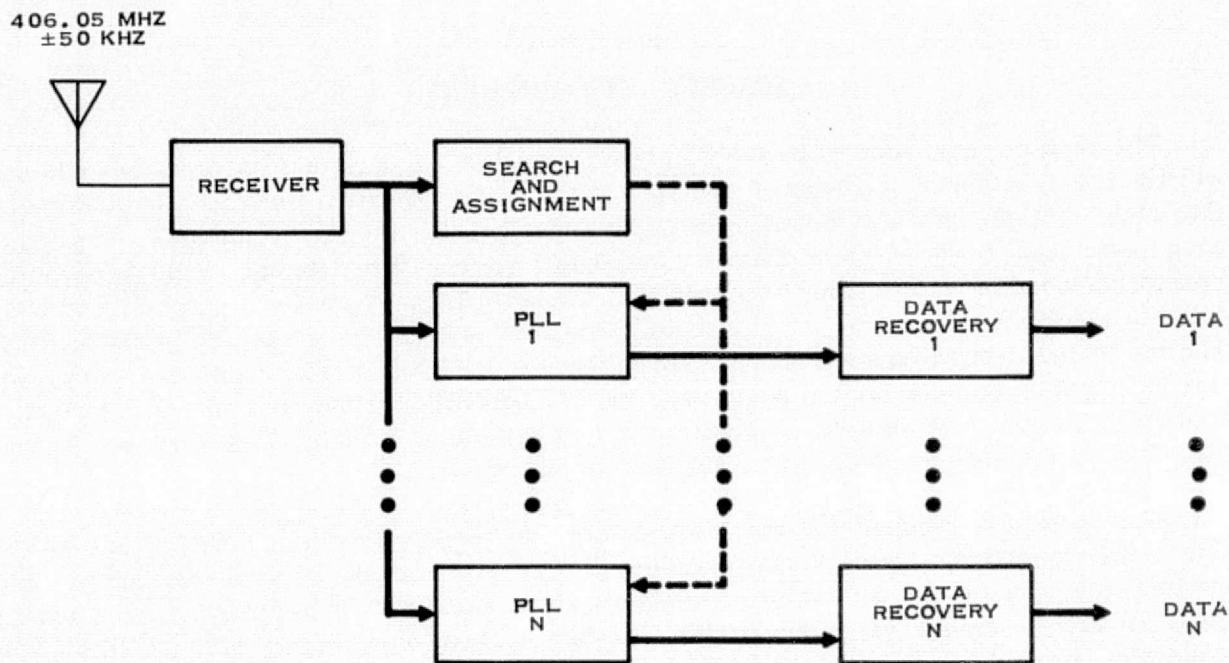 406.05 MHZ
±50 KHZ
RECEIVER
SEARCH
AND
ASSIGNMENT
PLL
1
DATA
RECOVERY
1
DATA
1
PLL
N
DATA
RECOVERY
N
DATA
N